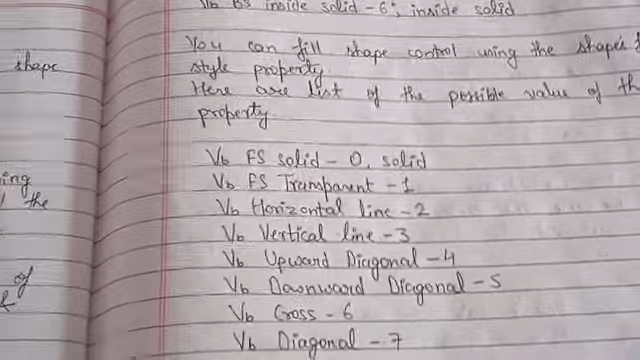 shape
ing
the
of
Vb BS inside solid - 6, inside solid
You can fill shape control using the shape's
style property
Here are list of the possible value of th
property
Vb FS solid - 0, solid
Vb FS Transparent - 1
Vb Horizontal line - 2
Vb Vertical line - 3
Vb Upward Diagonal - 4
Vb Downward Diagonal - 5
Vb Cross - 6
Vb Diagonal - 7